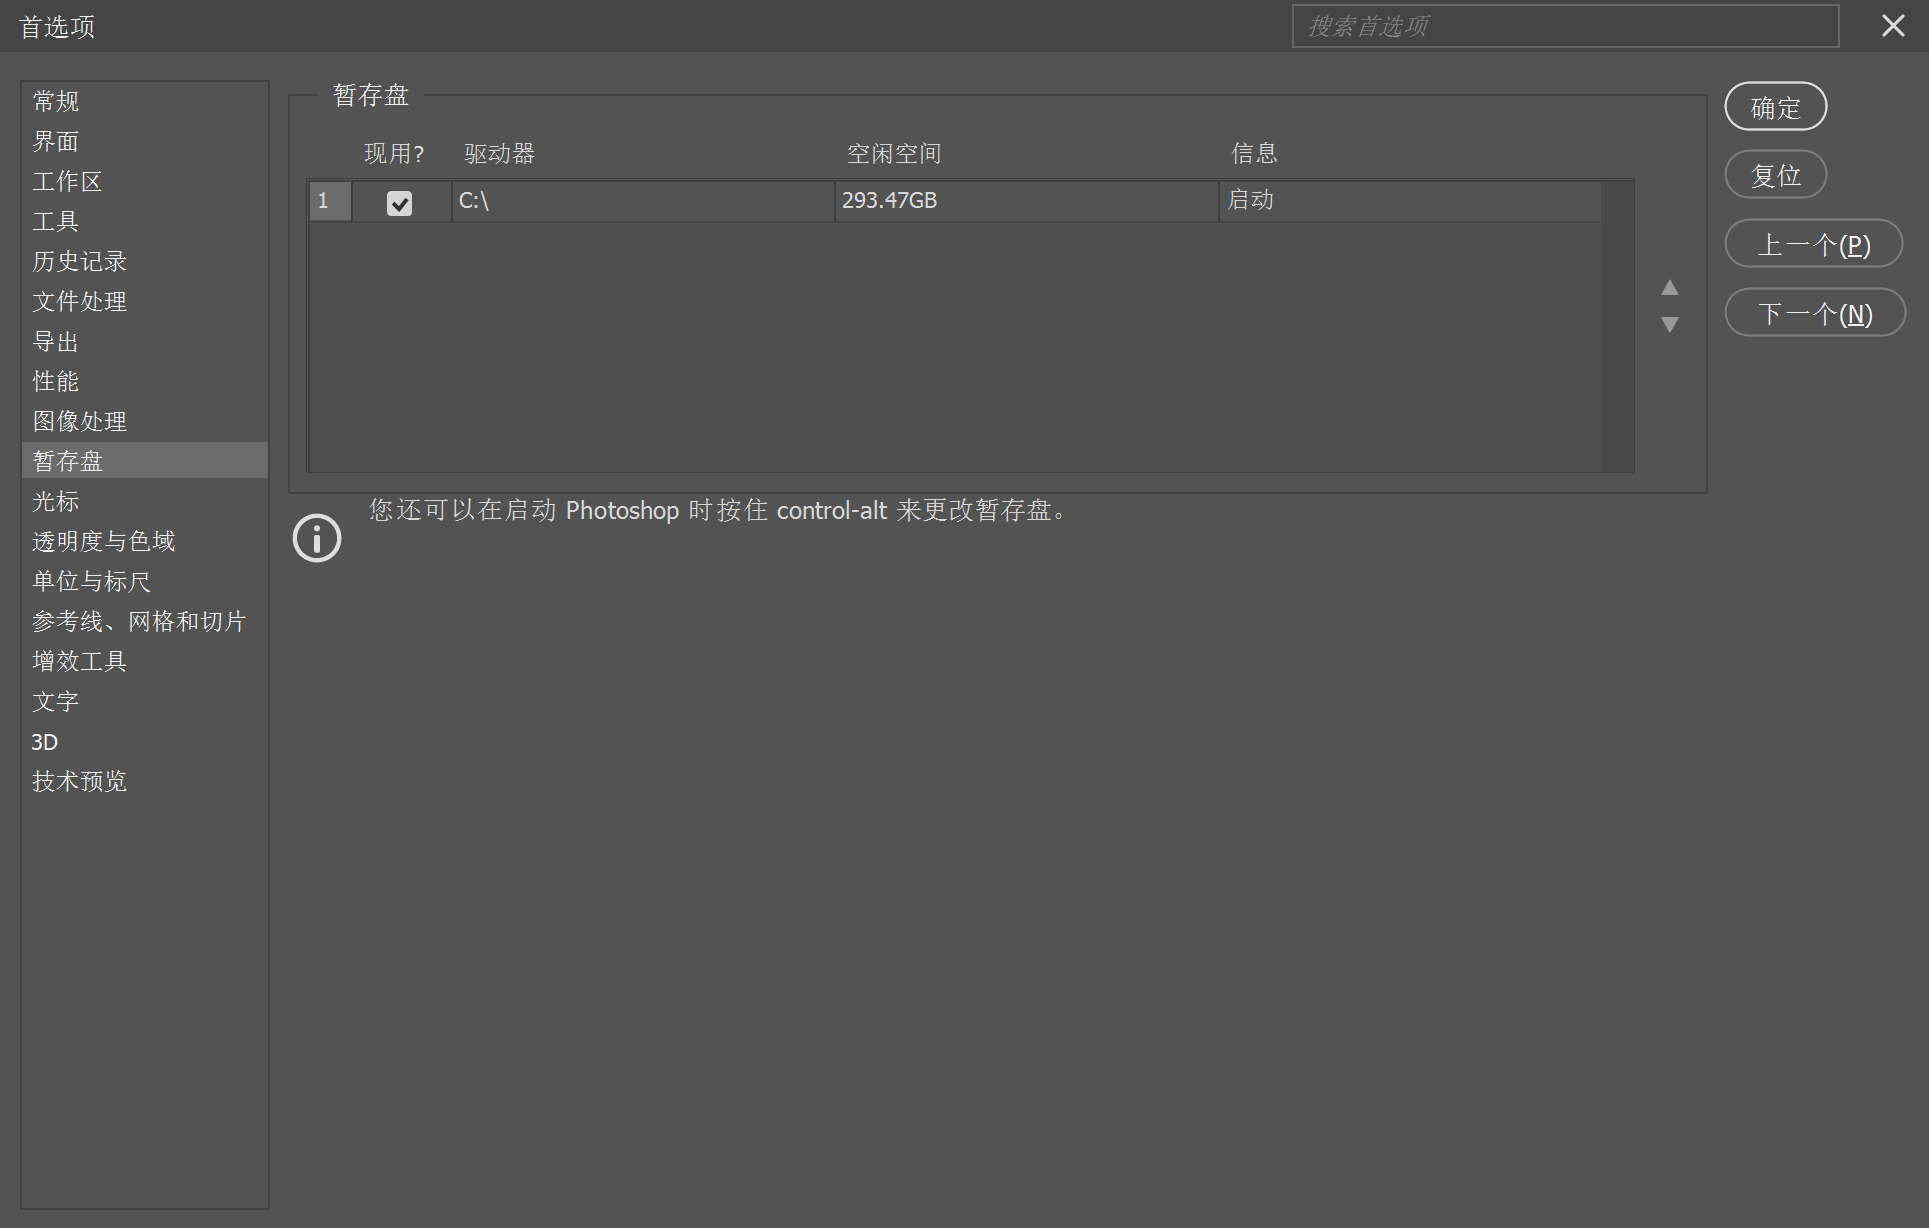 首选项
搜索首选项
常规
界面
工作区
工具
历史记录
文件处理
导出
性能
图像处理
暂存盘
光标
透明度与色域
单位与标尺
参考线、网格和切片
增效工具
文字
3D
技术预览
暂存盘
现用? 驱动器 空闲空间 信息
1 C:\ 293.47GB 启动
您还可以在启动 Photoshop 时按住 control-alt 来更改暂存盘。
确定
复位
上一个(P)
下一个(N)